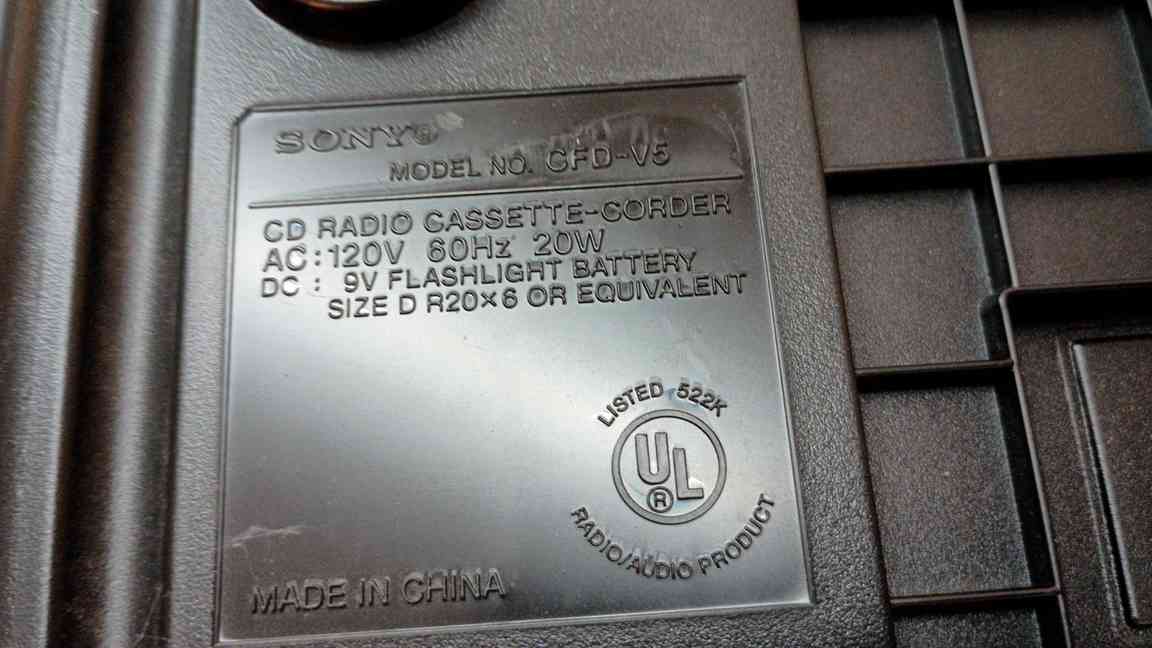 SONY®
MODEL NO. CFD-V5
CD RADIO CASSETTE-CORDER
AC: 120V 60Hz 20W
DC: 9V FLASHLIGHT BATTERY
SIZE D R20×6 OR EQUIVALENT
LISTED 522K
UL®
RADIO/AUDIO PRODUCT
MADE IN CHINA